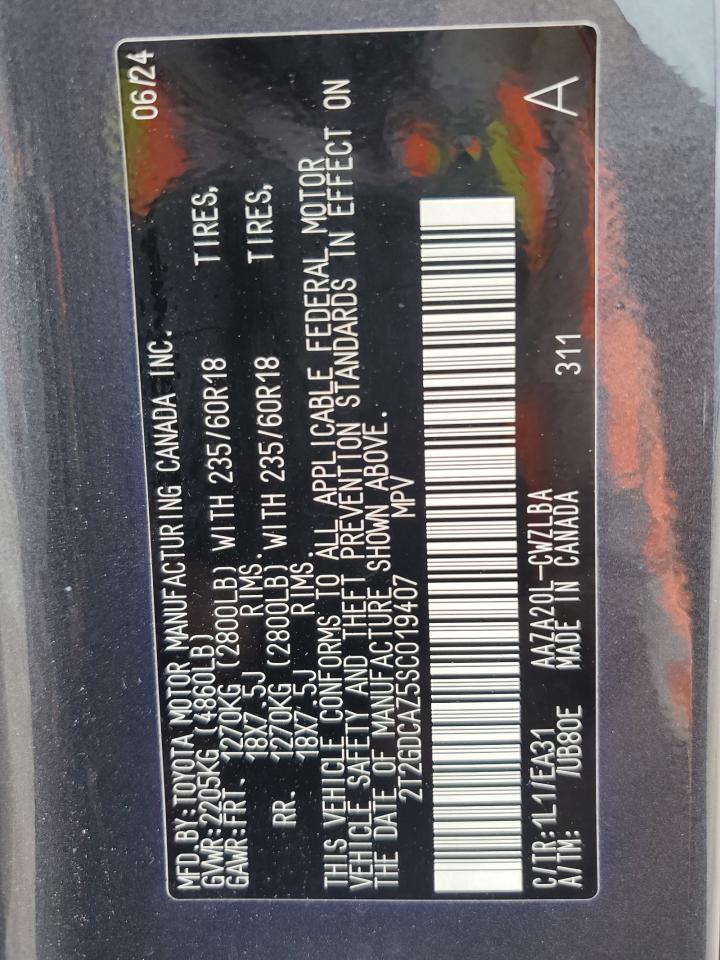 MFD.BY:TOYOTA MOTOR MANUFACTURING CANADA INC. 06/24
GVWR:2205KG (4860LB)
GAWR:FRT. 1270KG (2800LB) WITH 235/60R18 TIRES,
18X7.5J RIMS.
RR. 1270KG (2800LB) WITH 235/60R18 TIRES,
18X7.5J RIMS.
THIS VEHICLE CONFORMS TO ALL APPLICABLE FEDERAL MOTOR
VEHICLE SAFETY AND THEFT PREVENTION STANDARDS IN EFFECT ON
THE DATE OF MANUFACTURE SHOWN ABOVE.
2T2GDCAZ5SC019407 MPV
C/TR:1L1/EA31 AAZA20L-CWZLBA A
A/TM: /UB80E MADE IN CANADA 311